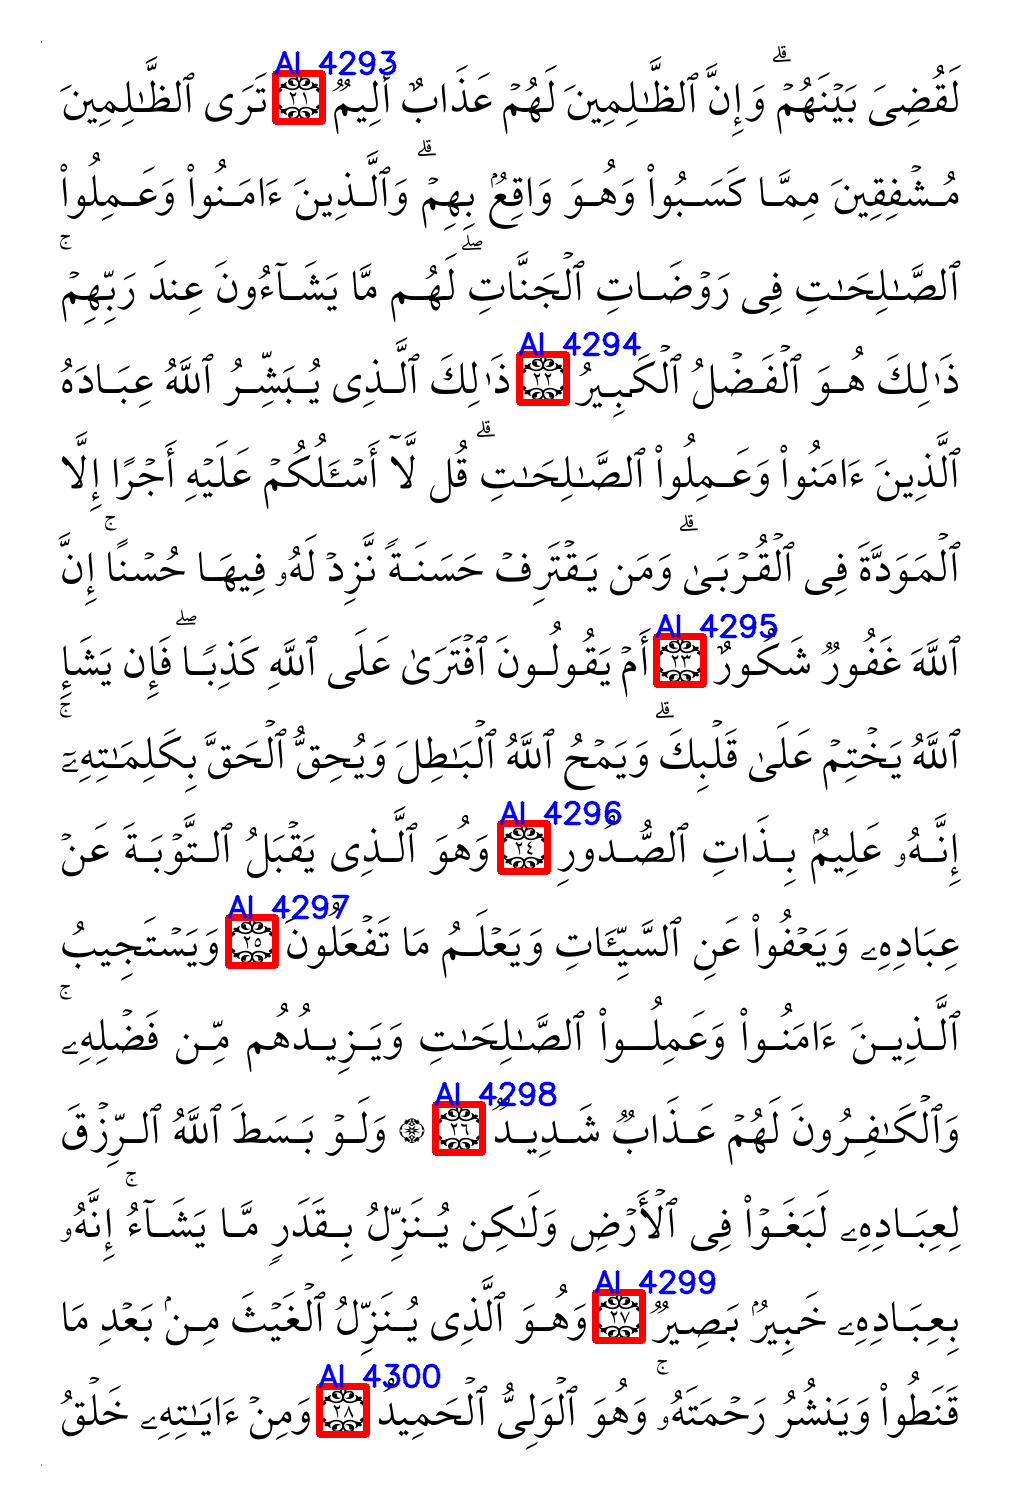 AI_4293
لَقُضِىَ بَيْنَهُمْ ۗ وَإِنَّ ٱلظَّـٰلِمِينَ لَهُمْ عَذَابٌ أَلِيمٌ ٢١ تَرَى ٱلظَّـٰلِمِينَ
مُشْفِقِينَ مِمَّا كَسَبُوا۟ وَهُوَ وَاقِعٌۢ بِهِمْ ۗ وَٱلَّذِينَ ءَامَنُوا۟ وَعَمِلُوا۟
ٱلصَّـٰلِحَـٰتِ فِى رَوْضَاتِ ٱلْجَنَّاتِ ۖ لَهُم مَّا يَشَآءُونَ عِندَ رَبِّهِمْ ۚ
AI_4294
ذَٰلِكَ هُوَ ٱلْفَضْلُ ٱلْكَبِيرُ ٢٢ ذَٰلِكَ ٱلَّذِى يُبَشِّرُ ٱللَّهُ عِبَادَهُ
ٱلَّذِينَ ءَامَنُوا۟ وَعَمِلُوا۟ ٱلصَّـٰلِحَـٰتِ ۗ قُل لَّآ أَسْـَٔلُكُمْ عَلَيْهِ أَجْرًا إِلَّا
ٱلْمَوَدَّةَ فِى ٱلْقُرْبَىٰ ۗ وَمَن يَقْتَرِفْ حَسَنَةً نَّزِدْ لَهُۥ فِيهَا حُسْنًا ۚ إِنَّ
AI_4295
ٱللَّهَ غَفُورٌ شَكُورٌ ٢٣ أَمْ يَقُولُونَ ٱفْتَرَىٰ عَلَى ٱللَّهِ كَذِبًا ۖ فَإِن يَشَإِ
ٱللَّهُ يَخْتِمْ عَلَىٰ قَلْبِكَ ۗ وَيَمْحُ ٱللَّهُ ٱلْبَـٰطِلَ وَيُحِقُّ ٱلْحَقَّ بِكَلِمَـٰتِهِۦٓ ۚ
AI_4296
إِنَّهُۥ عَلِيمٌۢ بِذَاتِ ٱلصُّدُورِ ٢٤ وَهُوَ ٱلَّذِى يَقْبَلُ ٱلتَّوْبَةَ عَنْ
AI_4297
عِبَادِهِۦ وَيَعْفُوا۟ عَنِ ٱلسَّيِّـَٔاتِ وَيَعْلَمُ مَا تَفْعَلُونَ ٢٥ وَيَسْتَجِيبُ
ٱلَّذِينَ ءَامَنُوا۟ وَعَمِلُوا۟ ٱلصَّـٰلِحَـٰتِ وَيَزِيدُهُم مِّن فَضْلِهِۦ ۚ
AI_4298
وَٱلْكَـٰفِرُونَ لَهُمْ عَذَابٌ شَدِيدٌ ٢٦ ۞ وَلَوْ بَسَطَ ٱللَّهُ ٱلرِّزْقَ
لِعِبَادِهِۦ لَبَغَوْا۟ فِى ٱلْأَرْضِ وَلَـٰكِن يُنَزِّلُ بِقَدَرٍ مَّا يَشَآءُ ۚ إِنَّهُۥ
AI_4299
بِعِبَادِهِۦ خَبِيرٌۢ بَصِيرٌ ٢٧ وَهُوَ ٱلَّذِى يُنَزِّلُ ٱلْغَيْثَ مِنۢ بَعْدِ مَا
AI_4300
قَنَطُوا۟ وَيَنشُرُ رَحْمَتَهُۥ ۚ وَهُوَ ٱلْوَلِىُّ ٱلْحَمِيدُ ٢٨ وَمِنْ ءَايَـٰتِهِۦ خَلْقُ